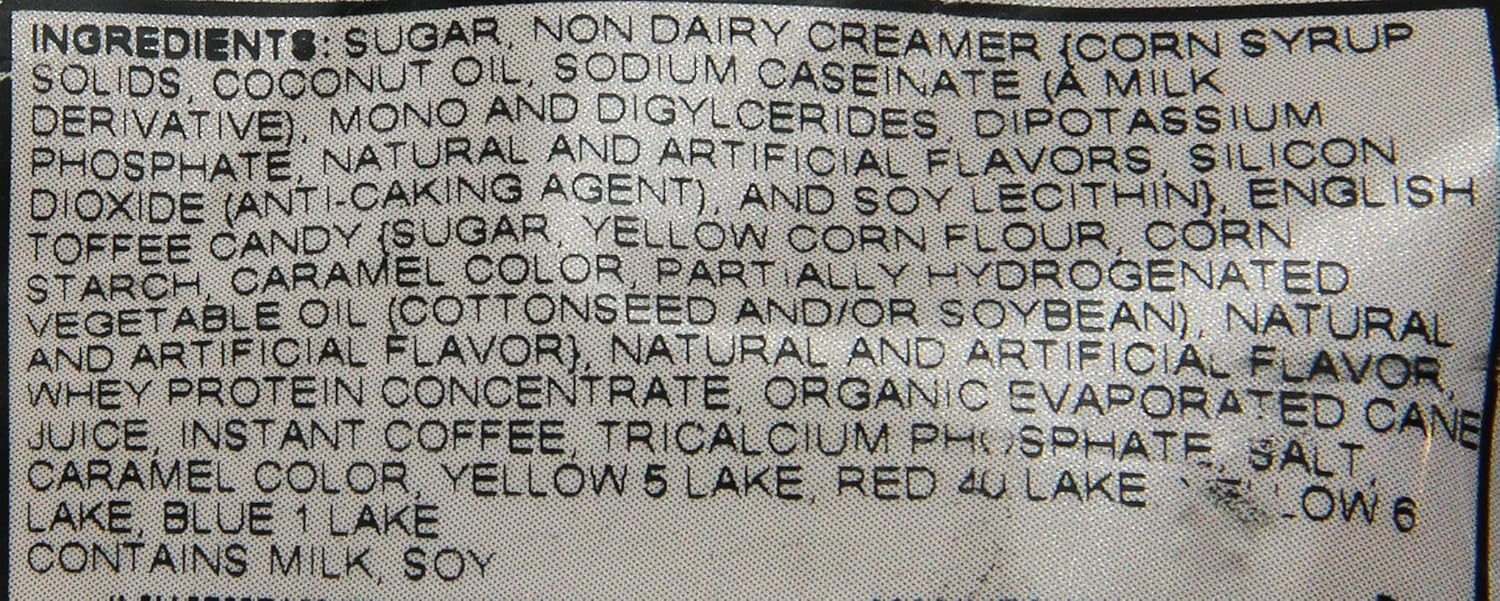 INGREDIENTS: SUGAR, NON DAIRY CREAMER {CORN SYRUP
SOLIDS, COCONUT OIL, SODIUM CASEINATE (A MILK
DERIVATIVE), MONO AND DIGYLCERIDES, DIPOTASSIUM
PHOSPHATE, NATURAL AND ARTIFICIAL FLAVORS, SILICON
DIOXIDE (ANTI-CAKING AGENT), AND SOY LECITHIN}, ENGLISH
TOFFEE CANDY {SUGAR, YELLOW CORN FLOUR, CORN
STARCH, CARAMEL COLOR, PARTIALLY HYDROGENATED
VEGETABLE OIL (COTTONSEED AND/OR SOYBEAN), NATURAL
AND ARTIFICIAL FLAVOR}, NATURAL AND ARTIFICIAL FLAVOR,
WHEY PROTEIN CONCENTRATE, ORGANIC EVAPORATED CANE
JUICE, INSTANT COFFEE, TRICALCIUM PHOSPHATE, SALT,
CARAMEL COLOR, YELLOW 5 LAKE, RED 40 LAKE, YELLOW 6
LAKE, BLUE 1 LAKE
CONTAINS MILK, SOY